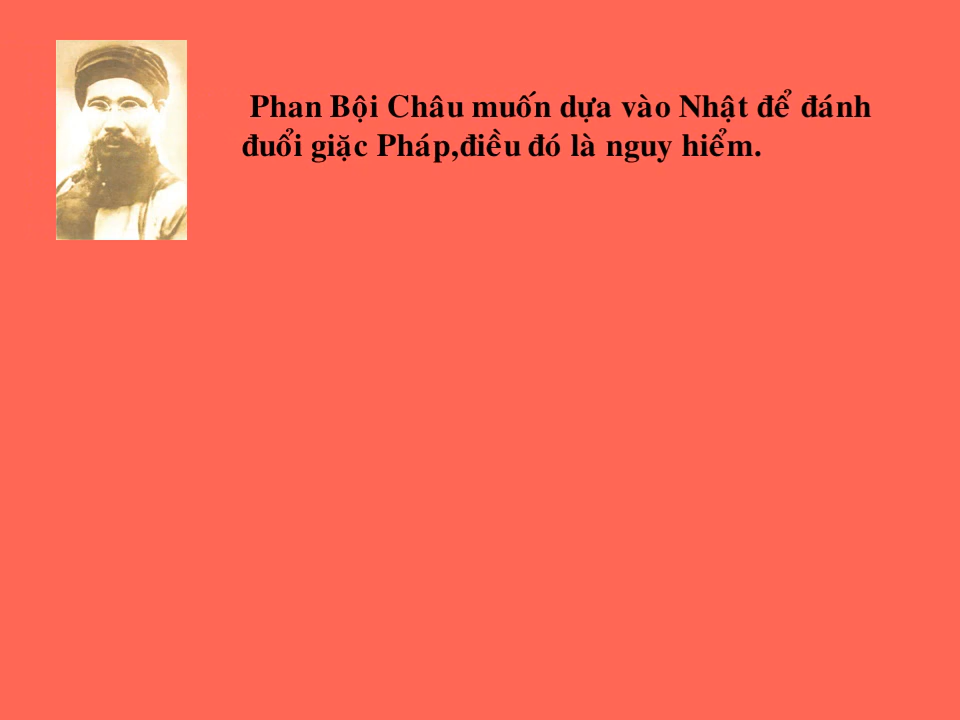 Phan Bội Châu muốn dựa vào Nhật để đánh
đuổi giặc Pháp,điều đó là nguy hiểm.